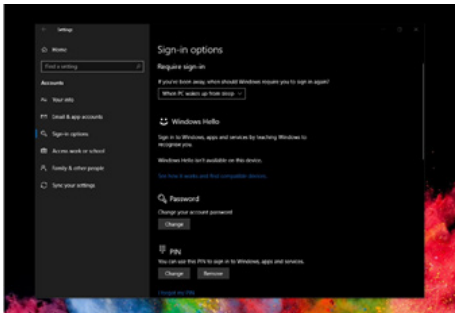 Settings
Home
Find a setting
Accounts
Your info
Email & app accounts
Sign-in options
Access work or school
Family & other people
Sync your settings
Sign-in options
Require sign-in
If you've been away, when should Windows require you to sign in again?
When PC wakes up from sleep
Windows Hello
Sign in to Windows, apps and services by teaching Windows to
recognize you.
Windows Hello isn't available on this device.
See how it works and find compatible devices.
Password
Change your account password
Change
PIN
You can use this PIN to sign in to Windows, apps and services.
Change
Remove
I forgot my PIN